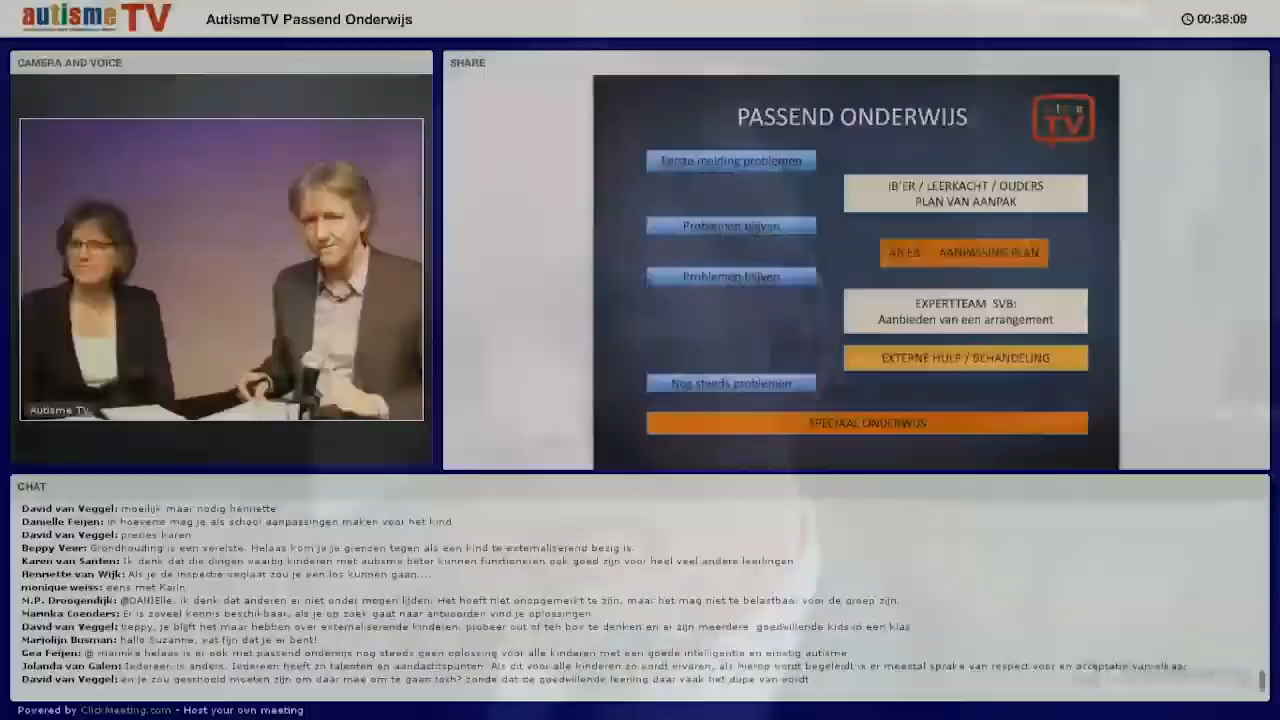 autisme TV
AutismeTV Passend Onderwijs
00:38:09
CAMERA AND VOICE
SHARE
Autisme Tv
PASSEND ONDERWIJS
TV
Eerste melding problemen
IB'ER / LEERKACHT / OUDERS
PLAN VAN AANPAK
Problemen blijven
AANPASSING PLAN
Problemen blijven
EXPERTTEAM SVB:
Aanbieden van een arrangement
EXTERNE HULP / BEHANDELING
Nog steeds problemen
SPECIAAL ONDERWIJS
CHAT
David van Veggel: moeilijk maar nodig henriette
Danielle Feijen: in hoeverre mag je als school aanpassingen maken voor het kind
David van Veggel: precies karen
Beppy Veer: Grondhouding is een vereiste. Helaas kom je je grenzen tegen als een kind te externaliserend bezig is.
Karen van Santen: Ik denk dat die dingen waarbij kinderen met autisme beter kunnen functioneren ook goed zijn voor heel veel andere leerlingen
Henriette van Wijk: Als je de inspectie weglaat zou je een los kunnen gaan....
monique weiss: eens met Karin
M.P. Droogendijk: @DANIElle. ik denk dat anderen er niet onder mogen lijden. Het hoeft niet onopgemerkt te zijn, maar het mag niet te belastbaar voor de groep zijn.
Marinka Coenders: Er is zoveel kennis beschikbaar, als je op zoek gaat naar antwoorden vind je oplossingen
David van Veggel: beppy, je blijft het maar hebben over externaliserende kinderen. probeer out of teh box te denken en er zijn meerdere goedwillende kids in een klas
Marjolijn Busman: hallo Suzanne, wat fijn dat je er bent!
Gea Feijen: @ marinka helaas is er ook met passend onderwijs nog steeds geen oplossing voor alle kinderen met een goede intelligentie en ernstig autisme
Jolanda van Galen: Iedereen is anders. Iedereen heeft zn talenten en aandachtspunten. Als dit voor alle kinderen zo wordt ervaren, als hierop wordt begeleidt is er meestal sprake van respect voor en acceptatie van elkaar
David van Veggel: en je zou geschoold moeten zijn om daar mee om te gaan toch? zonde dat de goedwillende leerling daar vaak het dupe van wordt
Powered by ClickMeeting.com - Host your own meeting